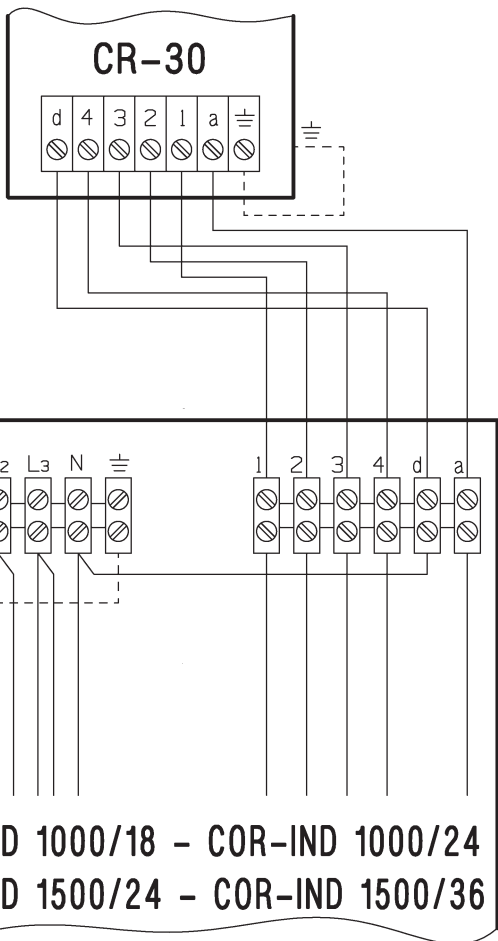 CR-30
d 4 3 2 1 a
2 L3 N 1 2 3 4 d a
D 1000/18 - COR-IND 1000/24
D 1500/24 - COR-IND 1500/36